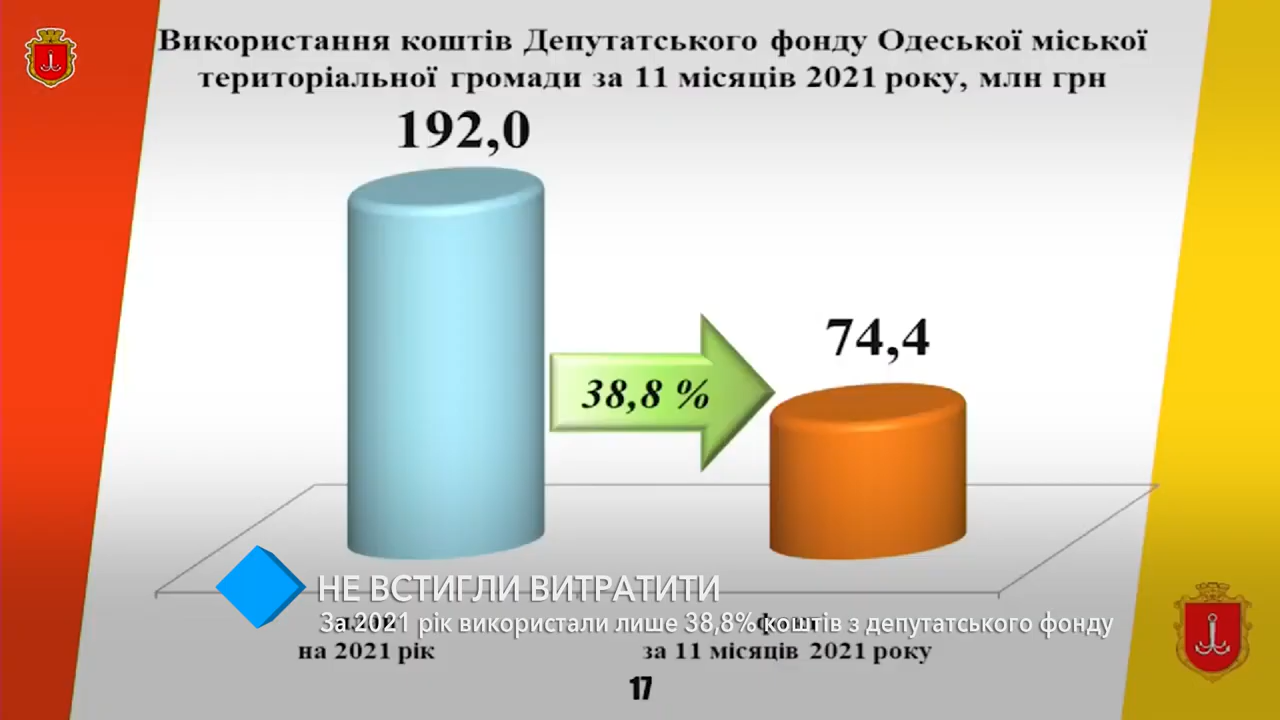 Використання коштів Депутатського фонду Одеської міської
територіальної громади за 11 місяців 2021 року, млн грн
192,0
74,4
38,8 %
НЕ ВСТИГЛИ ВИТРАТИТИ
За 2021 рік використали лише 38,8% коштів з депутатського фонду
на 2021 рік
за 11 місяців 2021 року
17